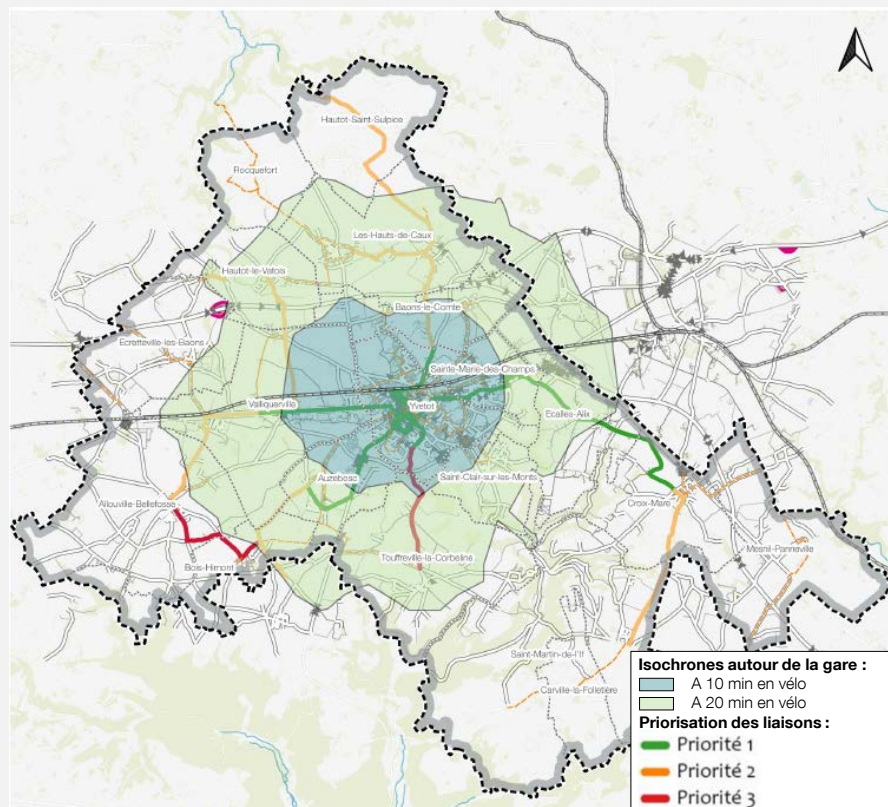 Hautot-Saint-Sulpice
Rocquefort
Les-Hauts-de-Caux
Hautot-le-Vatois
Baons-le-Comte
Ecretteville-les-Baons
Sainte-Marie-des-Champs
Valliquerville
Yvetot
Ecalles-Alix
Auzebosc
Saint-Clair-sur-les-Monts
Allouville-Bellefosse
Croix-Mare
Touffreville-la-Corbeline
Mesnil-Panneville
Bois-Himont
Saint-Martin-de-l'If
Carville-la-Folletière
Isochrones autour de la gare :
A 10 min en vélo
A 20 min en vélo
Priorisation des liaisons :
Priorité 1
Priorité 2
Priorité 3